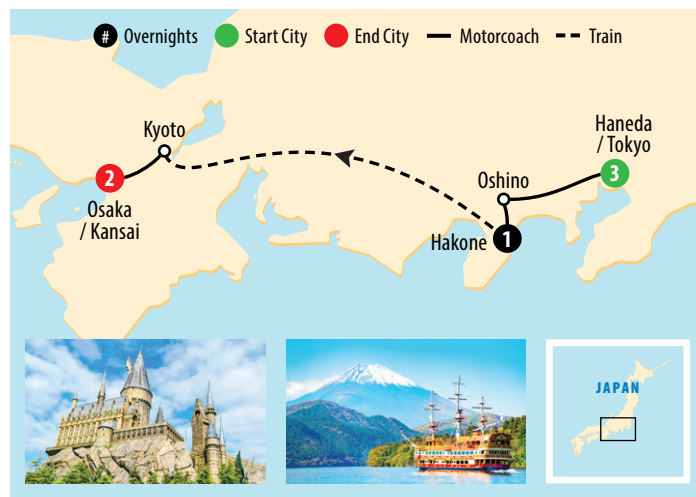 # Overnights Start City End City Motorcoach Train
Haneda
/ Tokyo
Kyoto
3
Oshino
2
Osaka
/ Kansai
Hakone 1
JAPAN